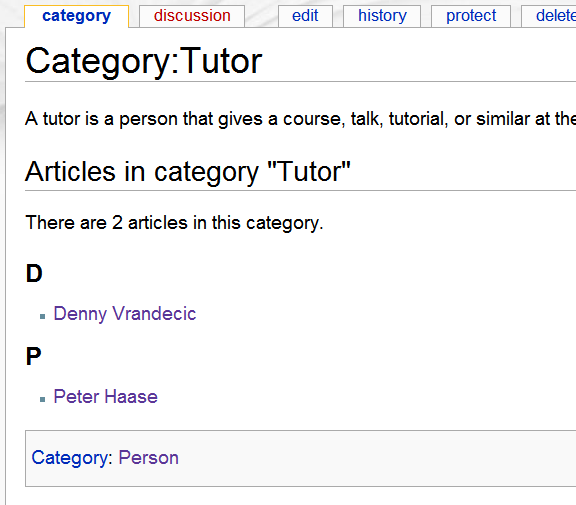 category discussion edit history protect delete
Category:Tutor
A tutor is a person that gives a course, talk, tutorial, or similar at the
Articles in category "Tutor"
There are 2 articles in this category.
D
Denny Vrandecic
P
Peter Haase
Category: Person